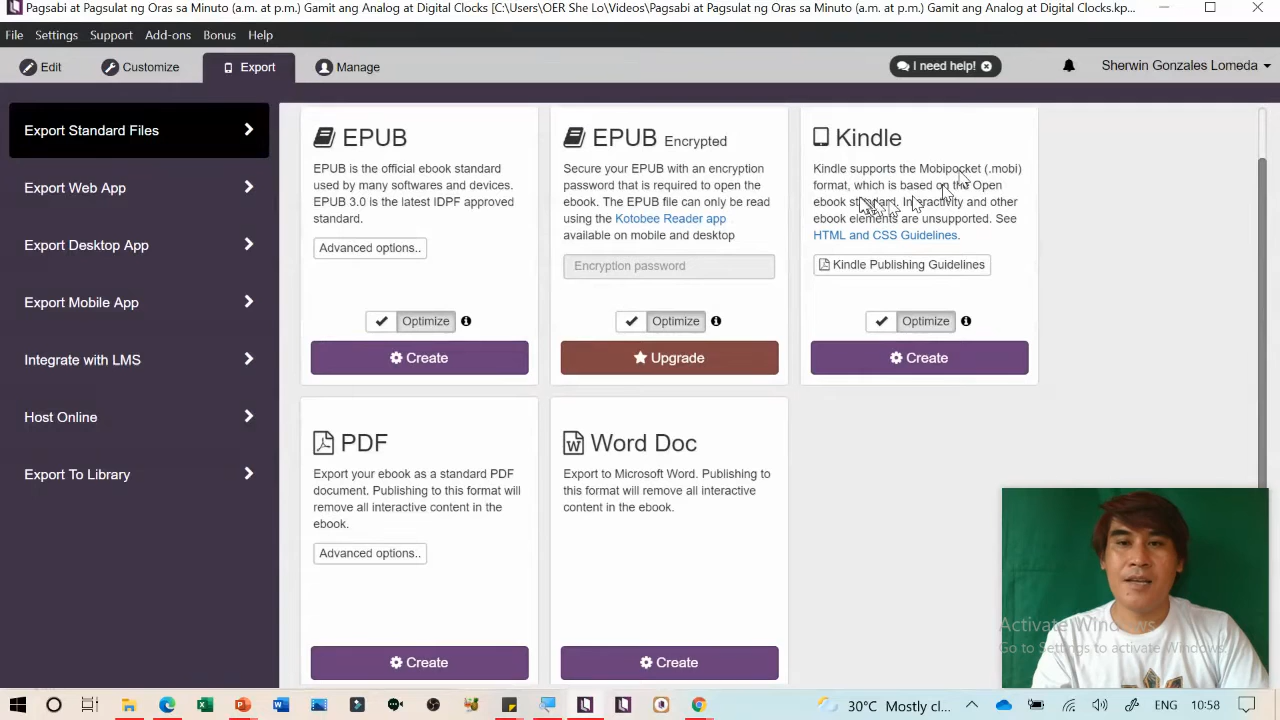 Pagsabi at Pagsulat ng Oras sa Minuto (a.m. at p.m.) Gamit ang Analog at Digital Clocks [C:\Users\OER She Lo\Videos\Pagsabi at Pagsulat ng Oras sa Minuto (a.m. at p.m.) Gamit ang Analog at Digital Clocks.kp...
File Settings Support Add-ons Bonus Help
Edit Customize Export Manage I need help! Sherwin Gonzales Lomeda
Export Standard Files
Export Web App
Export Desktop App
Export Mobile App
Integrate with LMS
Host Online
Export To Library
EPUB
EPUB is the official ebook standard
used by many softwares and devices.
EPUB 3.0 is the latest IDPF approved
standard.
Advanced options..
Optimize
Create
EPUB Encrypted
Secure your EPUB with an encryption
password that is required to open the
ebook. The EPUB file can only be read
using the Kotobee Reader app
available on mobile and desktop
Encryption password
Optimize
Upgrade
Kindle
Kindle supports the Mobipocket (.mobi)
format, which is based on the Open
ebook standard. Interactivity and other
ebook elements are unsupported. See
HTML and CSS Guidelines.
Kindle Publishing Guidelines
Optimize
Create
PDF
Export your ebook as a standard PDF
document. Publishing to this format will
remove all interactive content in the
ebook.
Advanced options..
Create
Word Doc
Export to Microsoft Word. Publishing to
this format will remove all interactive
content in the ebook.
Create
Activate Windows
Go to Settings to activate Windows.
30°C Mostly cl... ENG 10:58